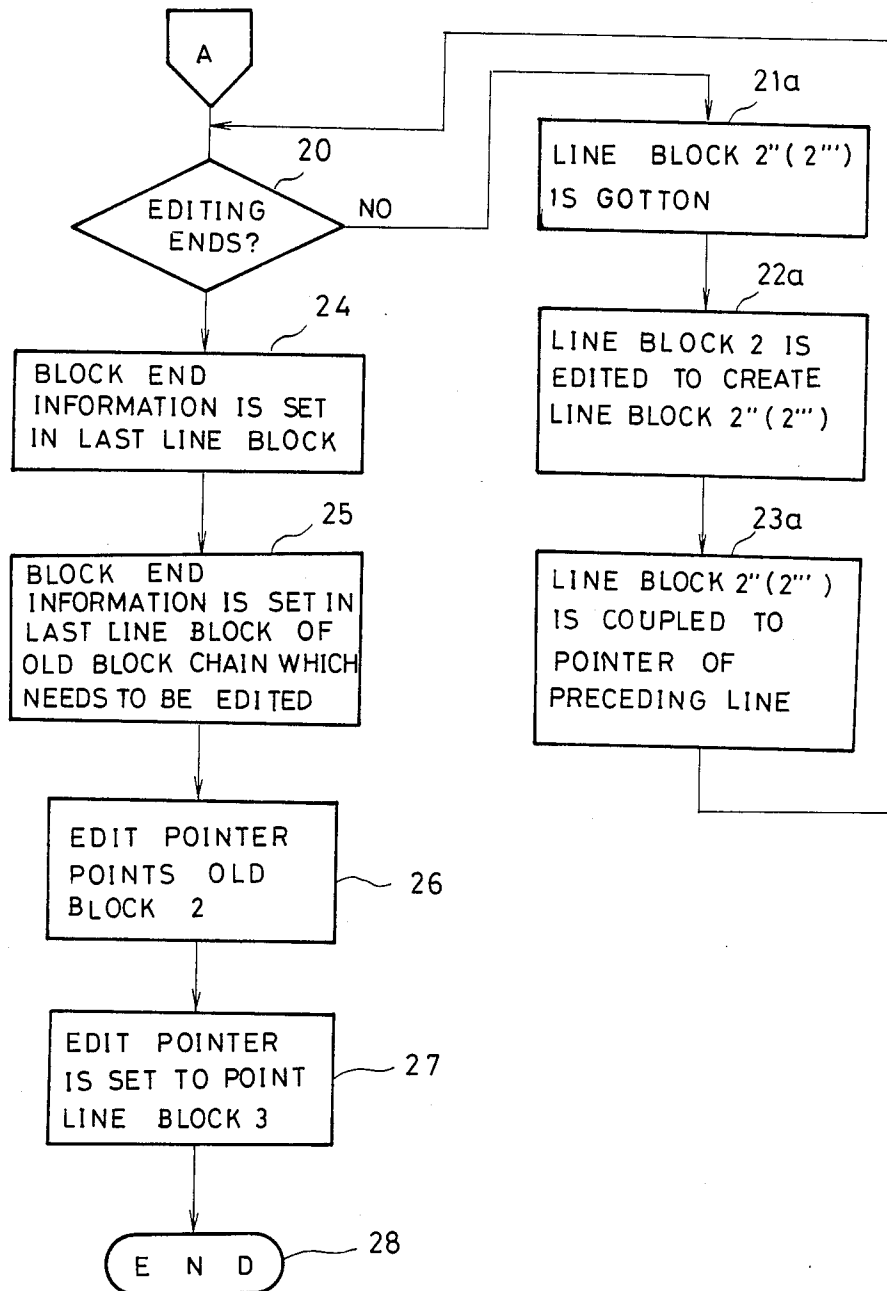 A
20
EDITING
ENDS?
NO
21a
LINE BLOCK 2''(2''')
IS GOTTON
22a
LINE BLOCK 2 IS
EDITED TO CREATE
LINE BLOCK 2''(2''')
23a
LINE BLOCK 2''(2''')
IS COUPLED TO
POINTER OF
PRECEDING LINE
24
BLOCK END
INFORMATION IS SET
IN LAST LINE BLOCK
25
BLOCK END
INFORMATION IS SET IN
LAST LINE BLOCK OF
OLD BLOCK CHAIN WHICH
NEEDS TO BE EDITED
EDIT POINTER
POINTS OLD
BLOCK 2
26
EDIT POINTER
IS SET TO POINT
LINE BLOCK 3
27
END
28